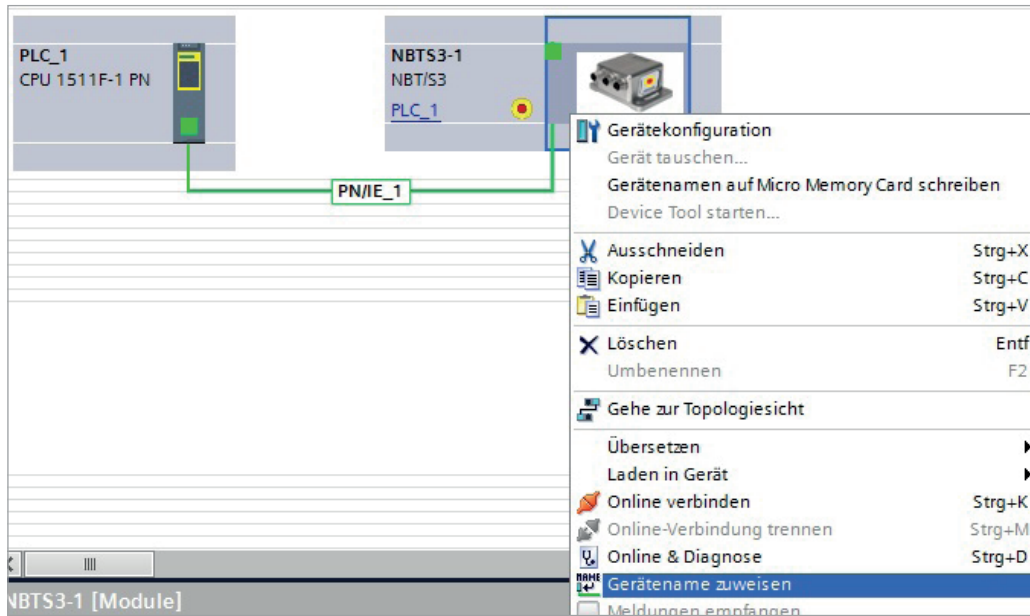 PLC_1
CPU 1511F-1 PN
NBTS3-1
NBT/S3
PLC_1
PN/IE_1
Gerätekonfiguration
Gerät tauschen...
Gerätenamen auf Micro Memory Card schreiben
Device Tool starten...
Ausschneiden Strg+X
Kopieren Strg+C
Einfügen Strg+V
Löschen Entf
Umbenennen F2
Gehe zur Topologiesicht
Übersetzen
Laden in Gerät
Online verbinden Strg+K
Online-Verbindung trennen Strg+M
Online & Diagnose Strg+D
NAME Gerätename zuweisen
Meldungen empfangen
NBTS3-1 [Module]